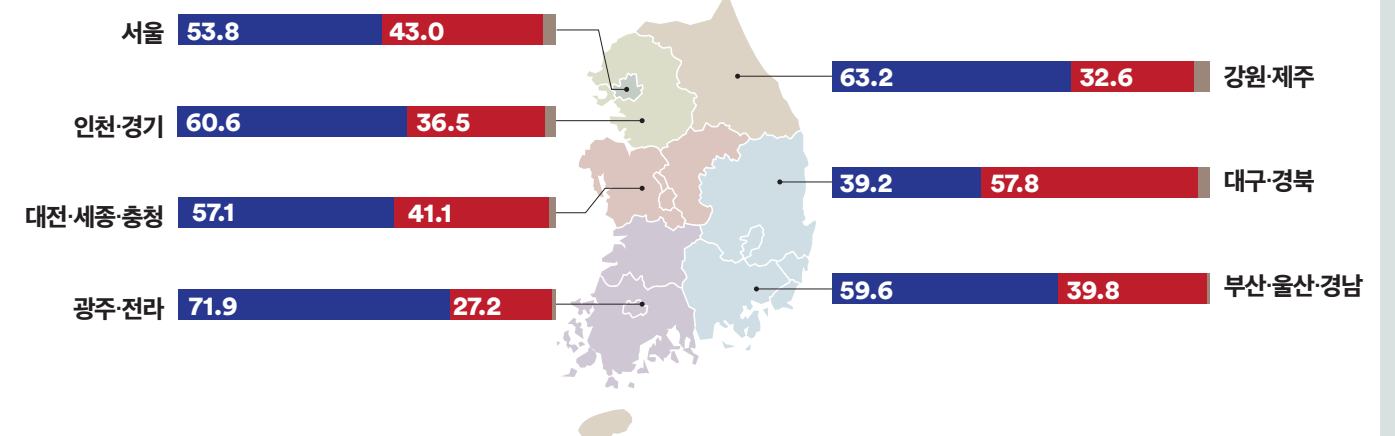 서울 53.8 43.0
인천·경기 60.6 36.5
대전·세종·충청 57.1 41.1
광주·전라 71.9 27.2
63.2 32.6 강원·제주
39.2 57.8 대구·경북
59.6 39.8 부산·울산·경남